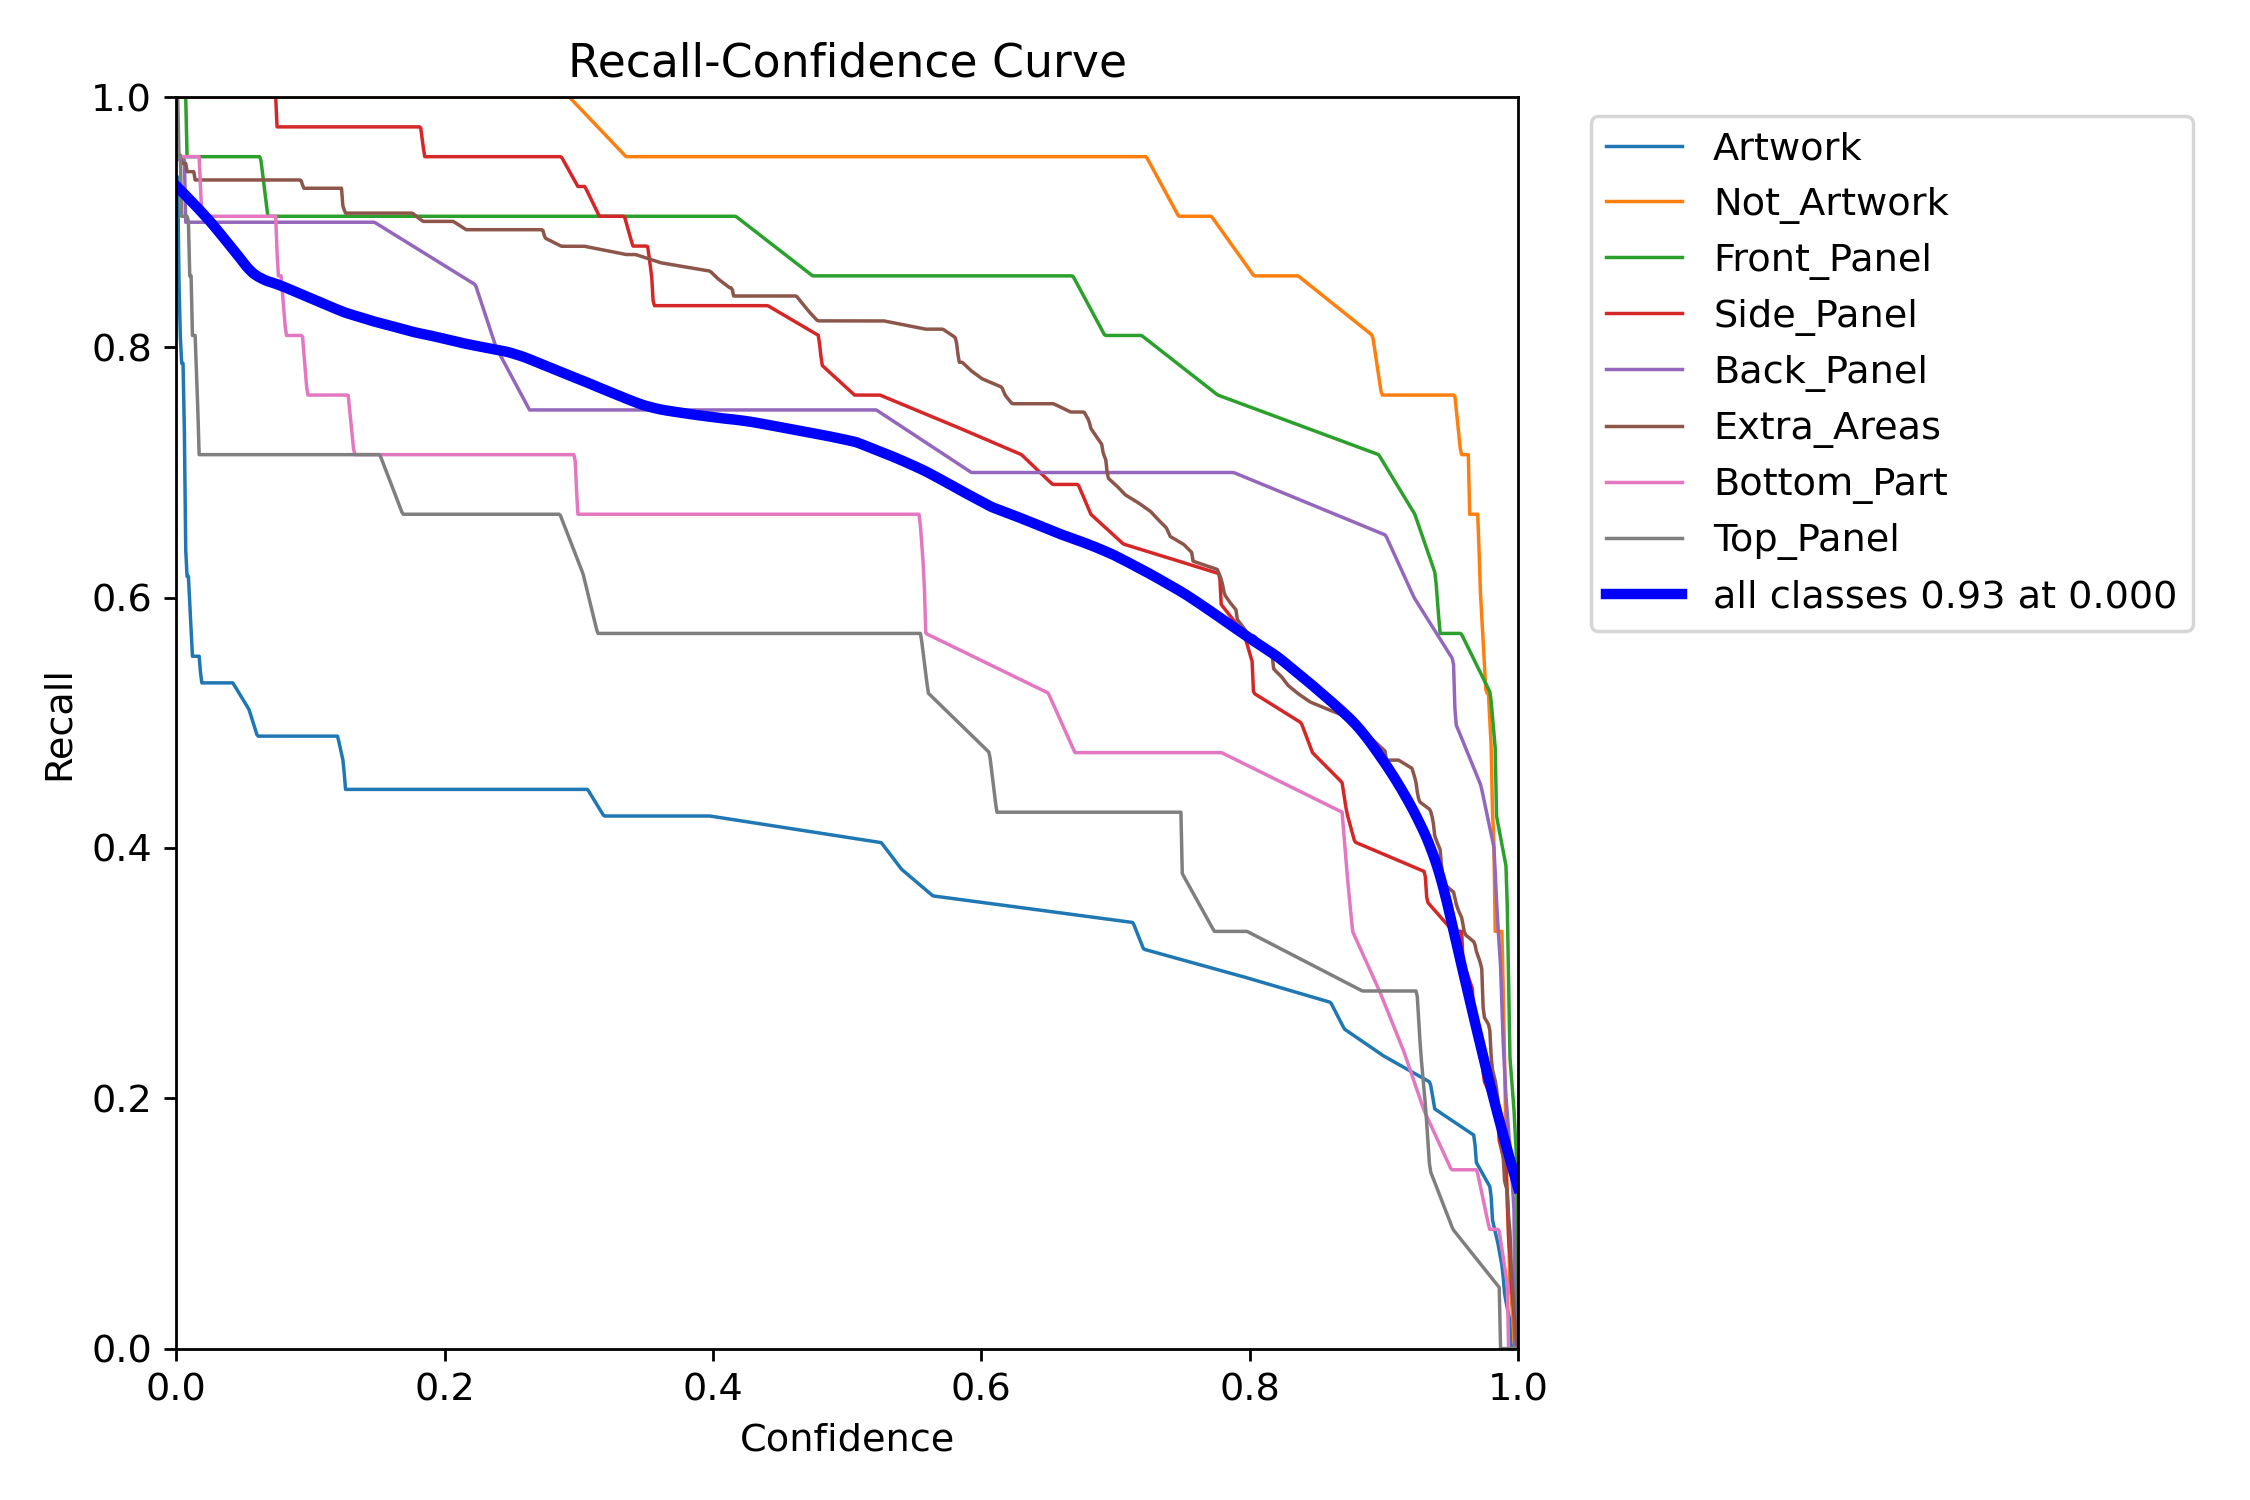 Recall-Confidence Curve
1.0
0.8
0.6
0.4
0.2
0.0
Recall
0.0 0.2 0.4 0.6 0.8 1.0
Confidence
Artwork
Not_Artwork
Front_Panel
Side_Panel
Back_Panel
Extra_Areas
Bottom_Part
Top_Panel
all classes 0.93 at 0.000